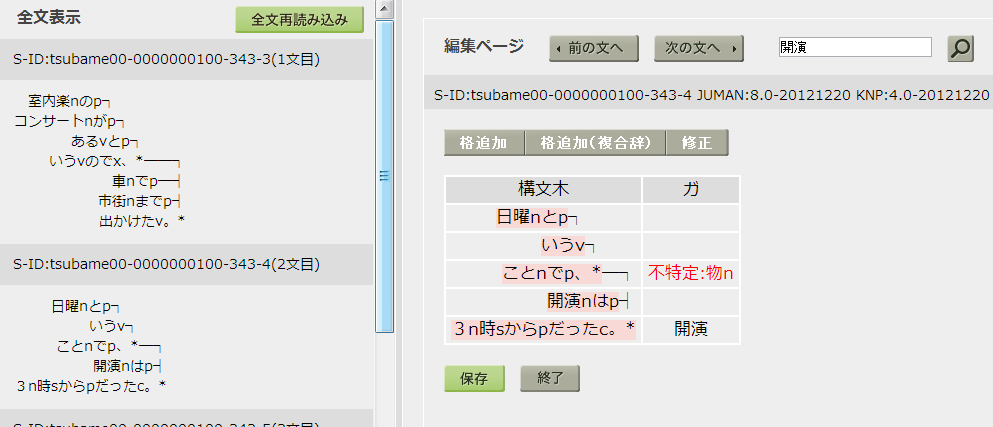 全文表示
全文再読み込み
S-ID:tsubame00-0000000100-343-3(1文目)
室内楽nのp┐
コンサートnがp┐
あるvとp┐
いうvのでx、*──┐
車nでp─┤
市街nまでp┤
出かけたv。*
S-ID:tsubame00-0000000100-343-4(2文目)
日曜nとp┐
いうv┐
ことnでp、*─┐
開演nはp┤
3n時sからpだったc。*
編集ページ
前の文へ
次の文へ
開演
S-ID:tsubame00-0000000100-343-4 JUMAN:8.0-20121220 KNP:4.0-20121220
格追加
格追加(複合辞)
修正
構文木 ガ
日曜nとp┐
いうv┐
ことnでp、*─┐ 不特定:物n
開演nはp┤
3n時sからpだったc。* 開演
保存
終了